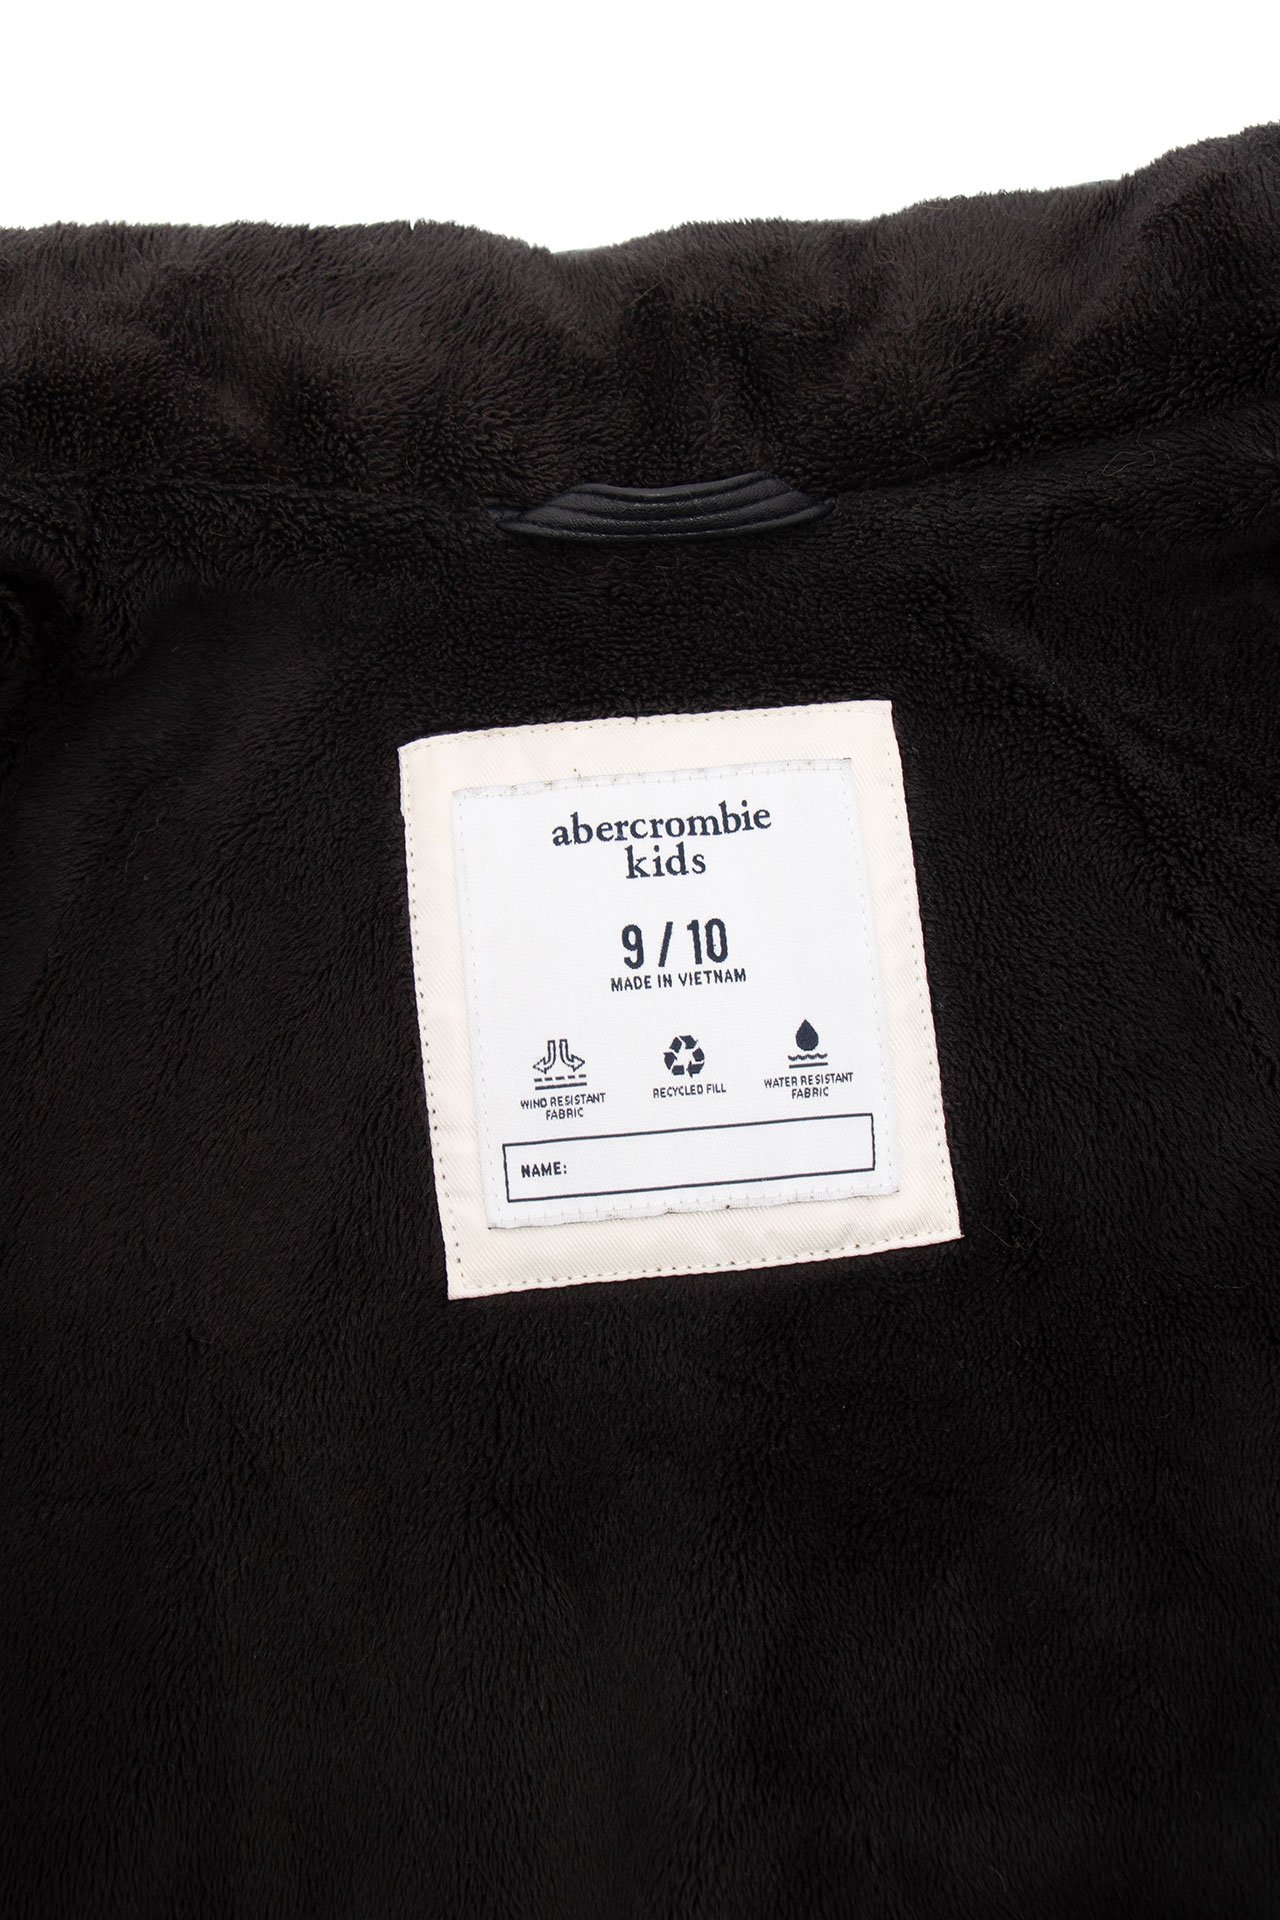 abercrombie
kids
9 / 10
MADE IN VIETNAM
WIND RESISTANT
FABRIC
RECYCLED FILL
WATER RESISTANT
FABRIC
NAME: